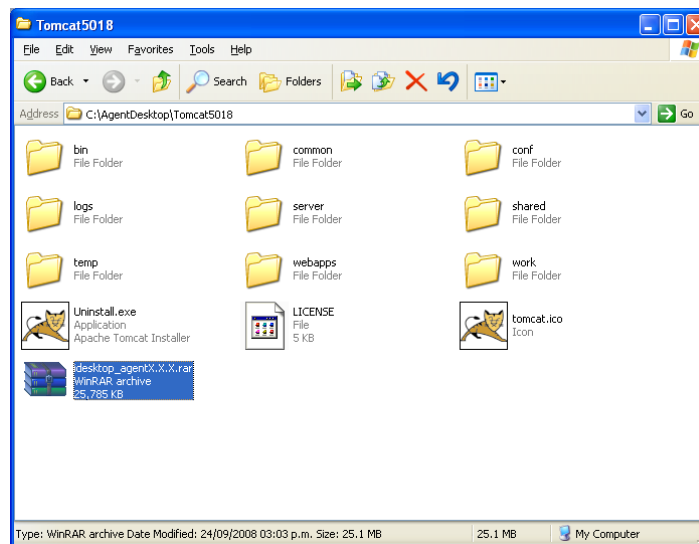 Tomcat5018
File Edit View Favorites Tools Help
Back Search Folders
Address C:\AgentDesktop\Tomcat5018 Go
bin
File Folder
common
File Folder
conf
File Folder
logs
File Folder
server
File Folder
shared
File Folder
temp
File Folder
webapps
File Folder
work
File Folder
Uninstall.exe
Application
Apache Tomcat Installer
LICENSE
File
5 KB
tomcat.ico
Icon
idesktop_agentX.X.X.rar
WinRAR archive
25,785 KB
Type: WinRAR archive Date Modified: 24/09/2008 03:03 p.m. Size: 25.1 MB 25.1 MB My Computer